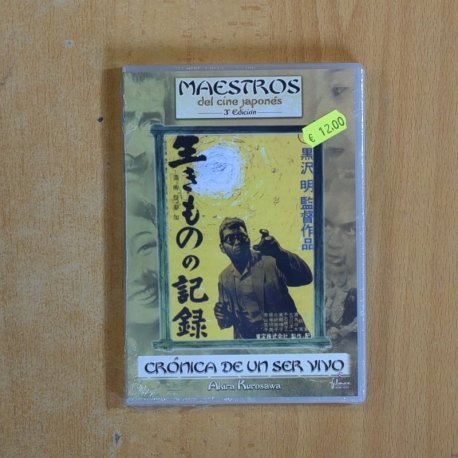 MAESTROS
del cine japonés
3ª Edición
€ 12,00
黒沢 明 監督作品
生きものの記録
CRÓNICA DE UN SER VIVO
Akira Kurosawa
filmax